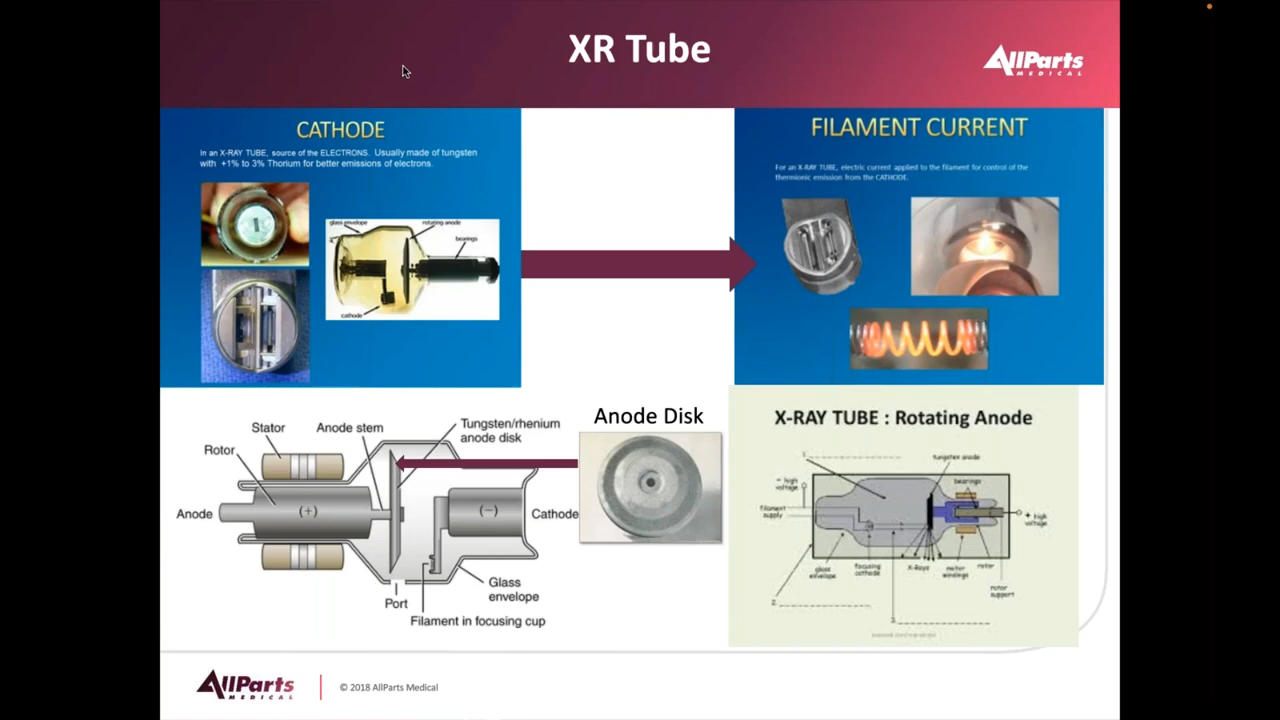 XR Tube
AllParts
MEDICAL
CATHODE
In an X-RAY TUBE, source of the ELECTRONS. Usually made of tungsten
with +1% to 3% Thorium for better emissions of electrons.
glass envelope
rotating anode
bearings
cathode
FILAMENT CURRENT
For an X-RAY TUBE, electric current applied to the filament for control of the
thermionic emission from the CATHODE.
Stator
Anode stem
Tungsten/rhenium
anode disk
Rotor
Anode
(+)
(−)
Cathode
Port
Glass
envelope
Filament in focusing cup
Anode Disk
X-RAY TUBE : Rotating Anode
1.
tungsten anode
- high
voltage
bearings
filament
supply
+ high
voltage
glass
envelope
focusing
cathode
X-Rays
motor
windings
rotor
rotor
support
2.
3.
AllParts
MEDICAL
© 2018 AllParts Medical